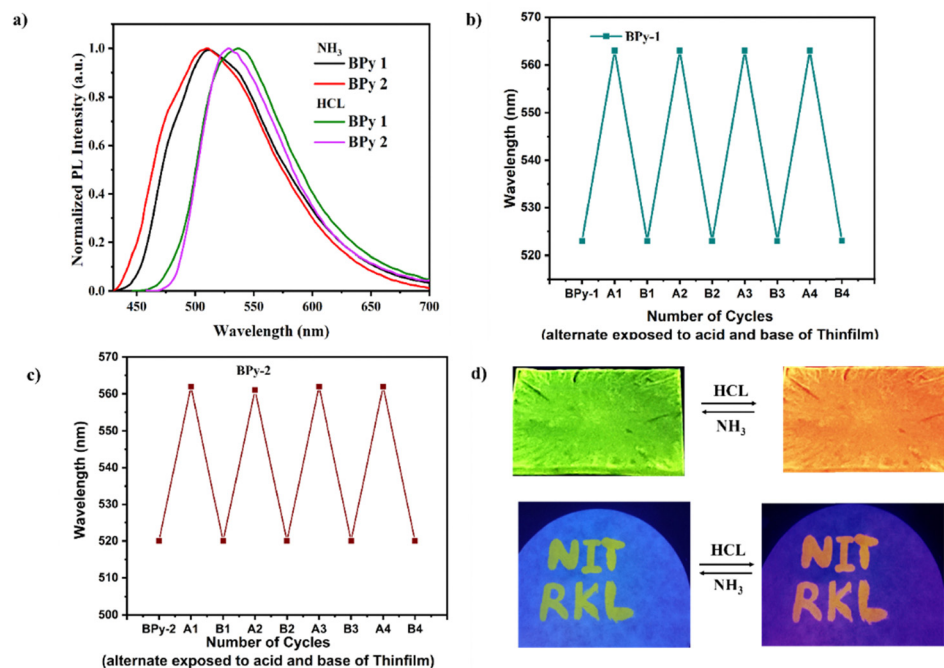 a)
Normalized PL Intensity (a.u.)
1.0
0.8
0.6
0.4
0.2
0.0
NH3
BPy 1
BPy 2
HCL
BPy 1
BPy 2
450 500 550 600 650 700
Wavelength (nm)
b)
Wavelength (nm)
570
560
550
540
530
520
BPy-1
BPy-1 A1 B1 A2 B2 A3 B3 A4 B4
Number of Cycles
(alternate exposed to acid and base of Thinfilm)
c)
Wavelength (nm)
570
560
550
540
530
520
510
500
BPy-2
BPy-2 A1 B1 A2 B2 A3 B3 A4 B4
Number of Cycles
(alternate exposed to acid and base of Thinfilm)
d)
HCL
NH3
NIT
RKL
HCL
NH3
NIT
RKL